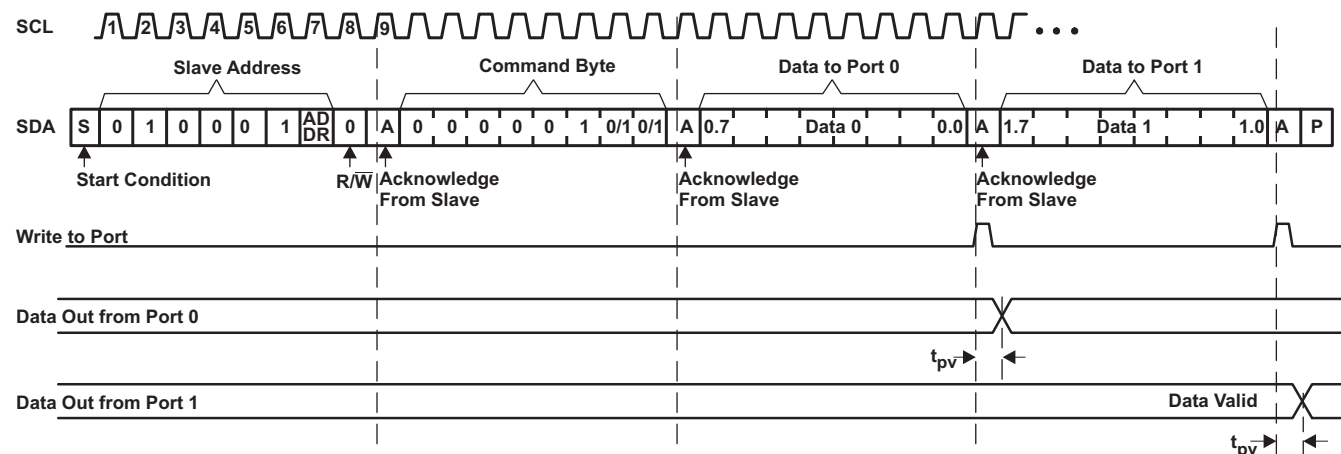 SCL 1 2 3 4 5 6 7 8 9
Slave Address Command Byte Data to Port 0 Data to Port 1
SDA S 0 1 0 0 0 1 AD DR 0 A 0 0 0 0 0 1 0/1 0/1 A 0.7 Data 0 0.0 A 1.7 Data 1 1.0 A P
Start Condition R/W̅ Acknowledge From Slave Acknowledge From Slave Acknowledge From Slave
Write to Port
Data Out from Port 0
tpv
Data Out from Port 1 Data Valid
tpv